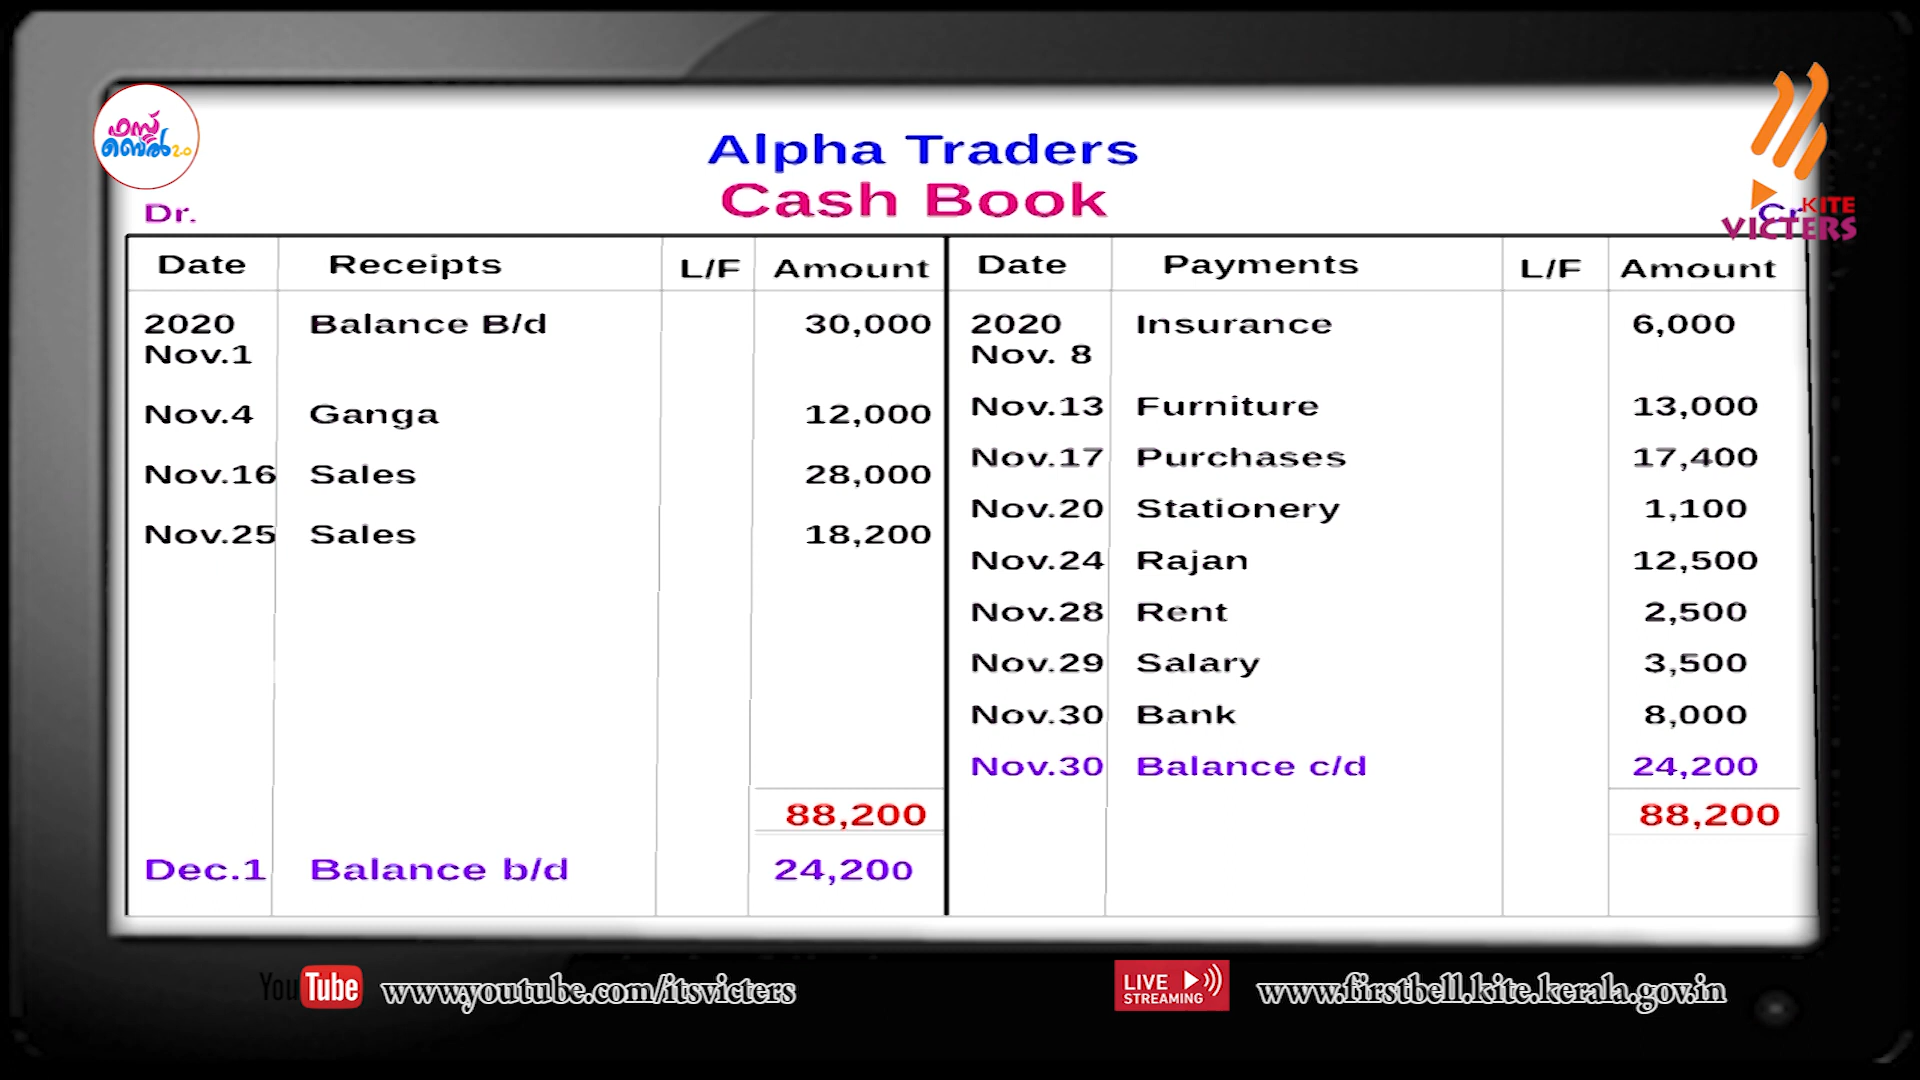 ഫസ്റ്റ്
ബെൽ 2.0
Alpha Traders
Cash Book
Dr.
Cr
KITE
VICTERS
Date Receipts L/F Amount Date Payments L/F Amount
2020 Balance B/d 30,000 2020 Insurance 6,000
Nov.1 Nov. 8
Nov.4 Ganga 12,000 Nov.13 Furniture 13,000
Nov.16 Sales 28,000 Nov.17 Purchases 17,400
Nov.25 Sales 18,200 Nov.20 Stationery 1,100
Nov.24 Rajan 12,500
Nov.28 Rent 2,500
Nov.29 Salary 3,500
Nov.30 Bank 8,000
Nov.30 Balance c/d 24,200
88,200 88,200
Dec.1 Balance b/d 24,200
YouTube www.youtube.com/itsvicters LIVE STREAMING www.firstbell.kite.kerala.gov.in